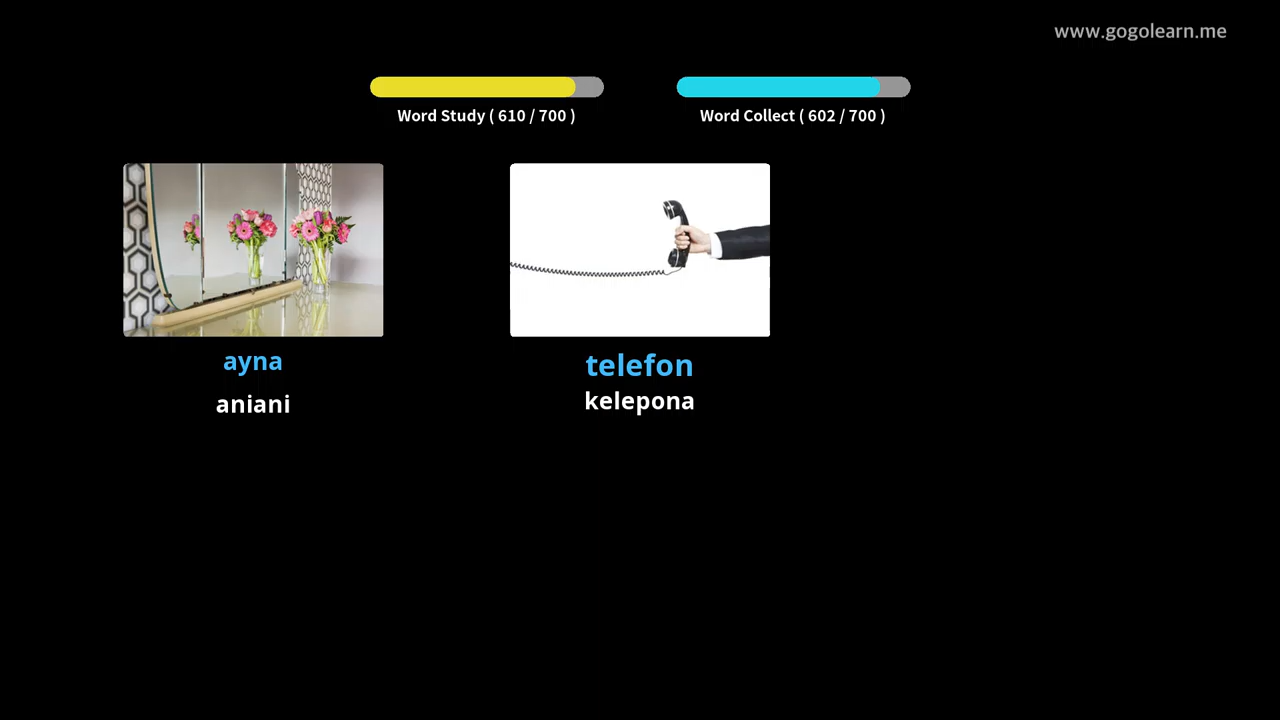 www.gogolearn.me
Word Study ( 610 / 700 )
Word Collect ( 602 / 700 )
ayna
aniani
telefon
kelepona